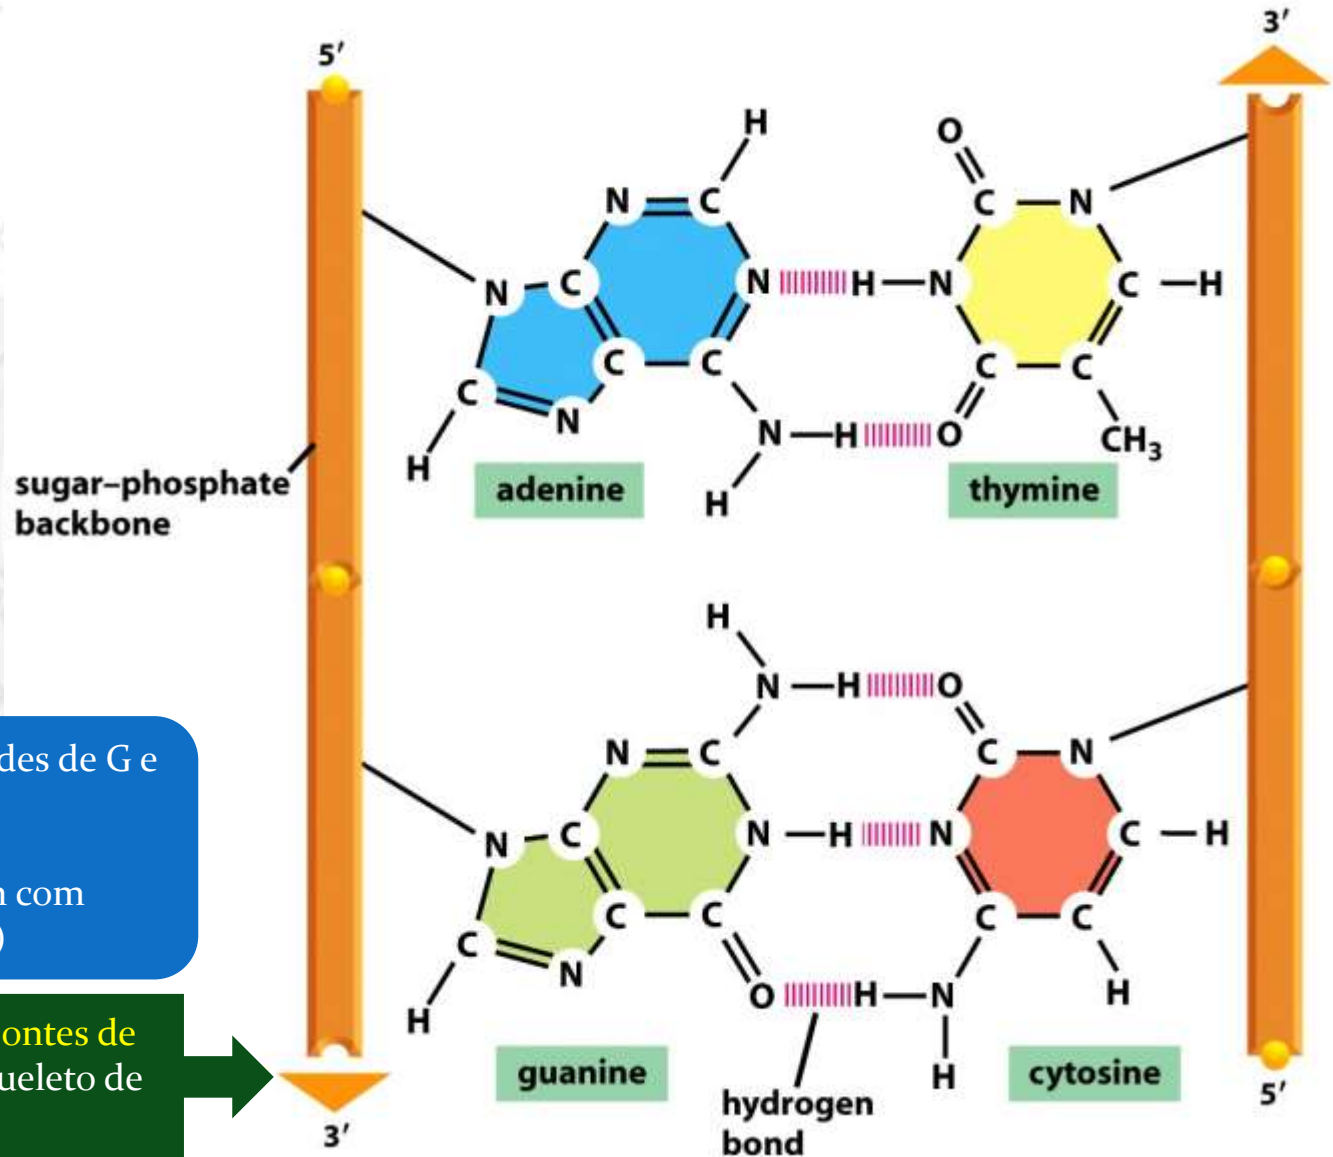 3′
5′
H
O
N C
C N
N C
N H N
C H
C C
C C
C
N
N H O
CH3
H
H
sugar–phosphate
backbone
adenine
thymine
H
N H O
N C
C N
N C
N H N
C H
C C
C C
C
N
H
O H N
H
H
guanine
cytosine
hydrogen
bond
3′
5′
des de G e
com
)
ontes de
ueleto de